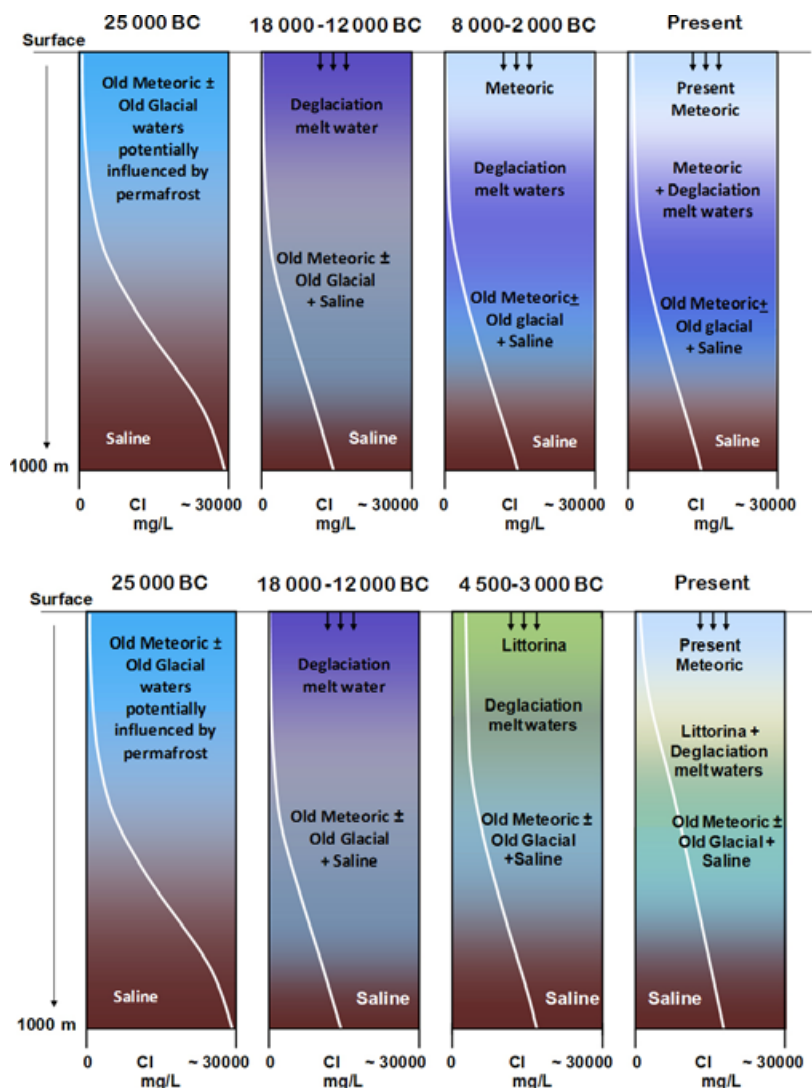 25 000 BC
18 000 -12 000 BC
8 000-2 000 BC
Present
Surface
Old Meteoric ±
Old Glacial
waters
potentially
influenced by
permafrost
Saline
Deglaciation
melt water
Old Meteoric ±
Old Glacial
+ Saline
Saline
Meteoric
Deglaciation
melt waters
Old Meteoric±
Old glacial
+ Saline
Saline
Present
Meteoric
Meteoric
+ Deglaciation
melt waters
Old Meteoric±
Old glacial
+ Saline
Saline
1000 m
0 Cl ~ 30000
mg/L
0 Cl ~ 30000
mg/L
0 Cl ~ 30000
mg/L
0 Cl ~ 30000
mg/L
25 000 BC
18 000 -12 000 BC
4 500-3 000 BC
Present
Surface
Old Meteoric ±
Old Glacial
waters
potentially
influenced by
permafrost
Saline
Deglaciation
melt water
Old Meteoric ±
Old Glacial
+ Saline
Saline
Littorina
Deglaciation
melt waters
Old Meteoric ±
Old Glacial
+Saline
Saline
Present
Meteoric
Littorina +
Deglaciation
melt waters
Old Meteoric ±
Old Glacial +
Saline
Saline
1000 m
0 Cl ~ 30000
mg/L
0 Cl ~ 30000
mg/L
0 Cl ~ 30000
mg/L
0 Cl ~ 30000
mg/L